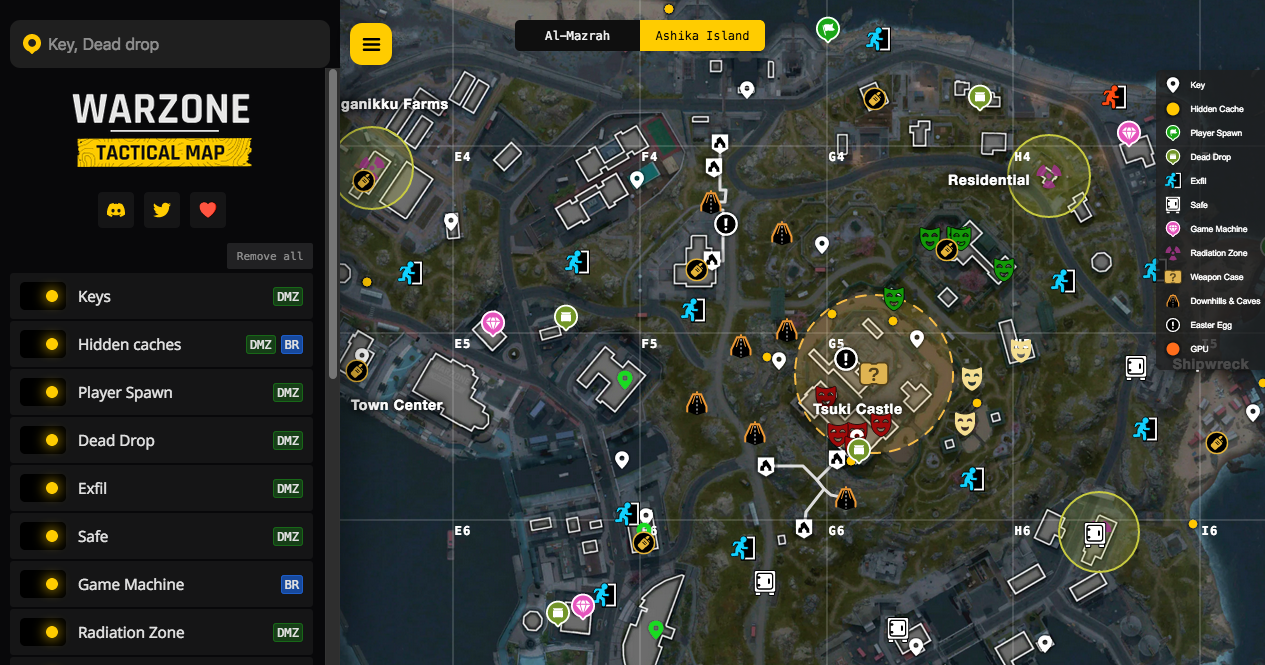 Key, Dead drop
WARZONE
TACTICAL MAP
Remove all
Keys DMZ
Hidden caches DMZ BR
Player Spawn DMZ
Dead Drop DMZ
Exfil DMZ
Safe DMZ
Game Machine BR
Radiation Zone DMZ
Al-Mazrah
Ashika Island
ganikku Farms
E4
F4
G4
H4
Residential
E5
F5
G5
Town Center
Tsuki Castle
Shipwreck
E6
G6
H6
I6
Key
Hidden Cache
Player Spawn
Dead Drop
Exfil
Safe
Game Machine
Radiation Zone
Weapon Case
Downhills & Caves
Easter Egg
GPU